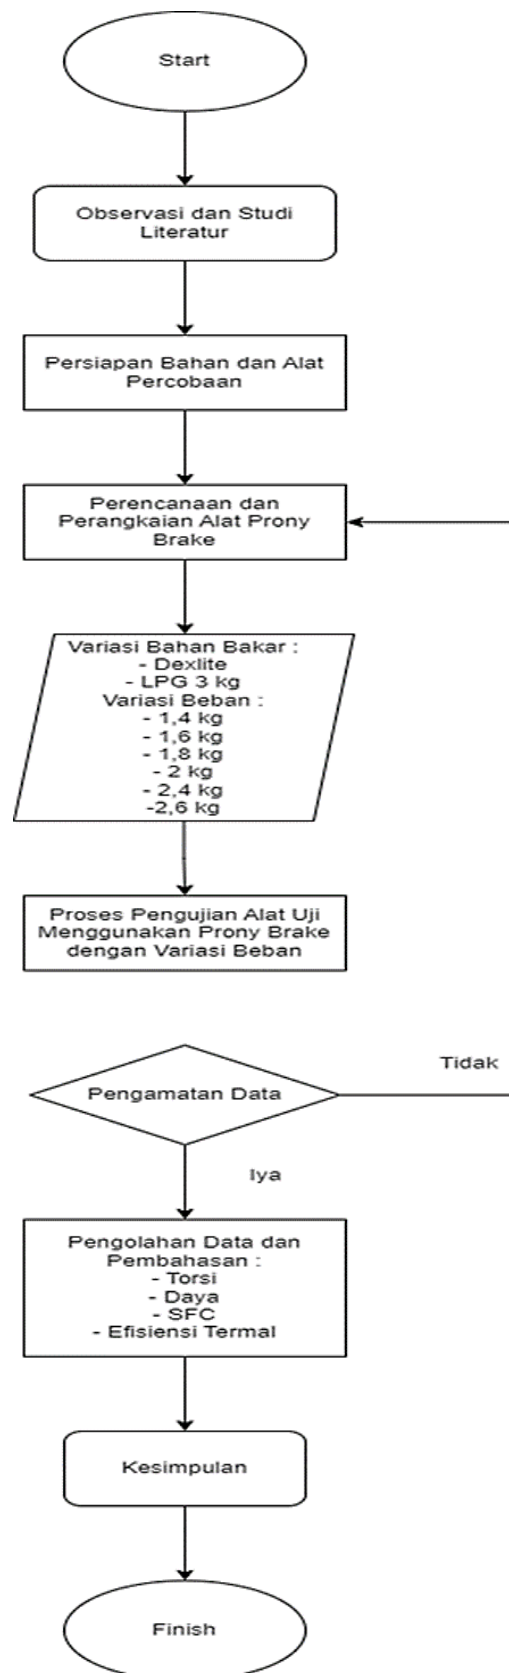 Start
Observasi dan Studi
Literatur
Persiapan Bahan dan Alat
Percobaan
Perencanaan dan
Perangkaian Alat Prony
Brake
Variasi Bahan Bakar :
- Dexlite
- LPG 3 kg
Variasi Beban :
- 1,4 kg
- 1,6 kg
- 1,8 kg
- 2 kg
- 2,4 kg
-2,6 kg
Proses Pengujian Alat Uji
Menggunakan Prony Brake
dengan Variasi Beban
Tidak
Pengamatan Data
Iya
Pengolahan Data dan
Pembahasan :
- Torsi
- Daya
- SFC
- Efisiensi Termal
Kesimpulan
Finish